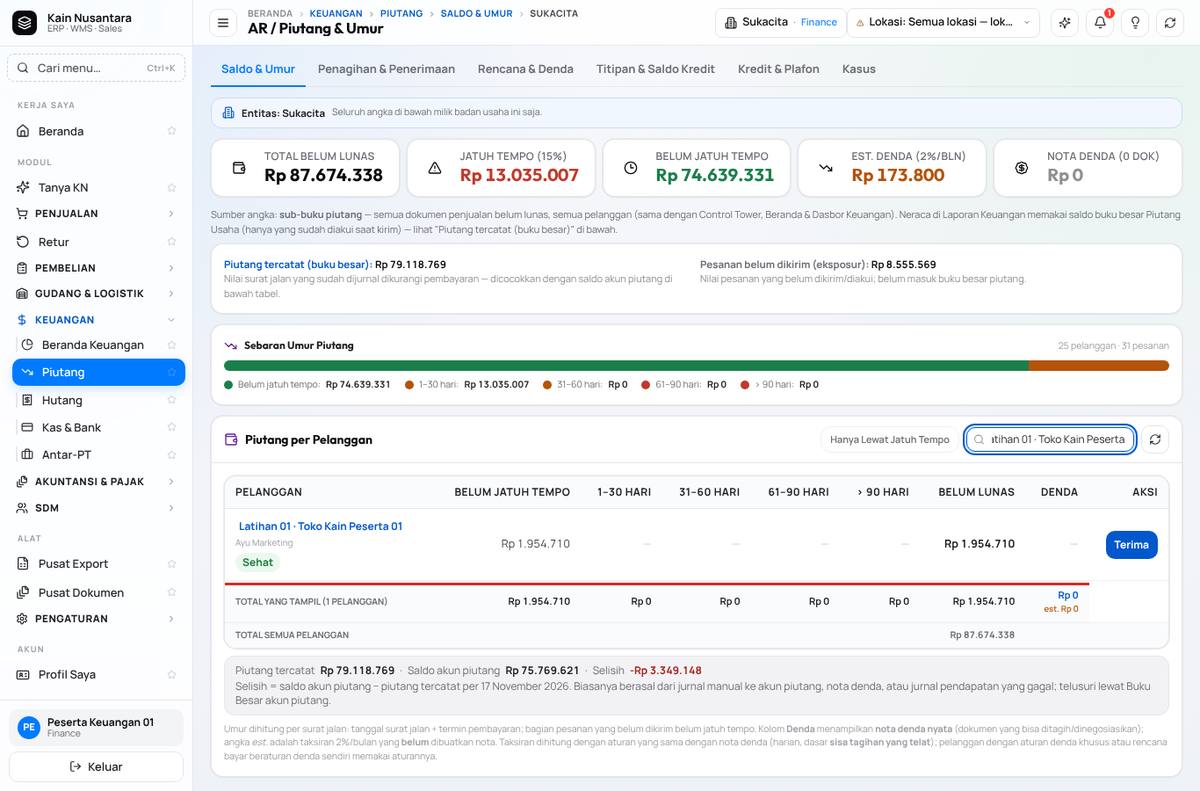 Kain Nusantara
ERP · WMS · Sales
Cari menu...
Ctrl+K
KERJA SAYA
Beranda
MODUL
Tanya KN
PENJUALAN
Retur
PEMBELIAN
GUDANG & LOGISTIK
KEUANGAN
Beranda Keuangan
Piutang
Hutang
Kas & Bank
Antar-PT
AKUNTANSI & PAJAK
SDM
ALAT
Pusat Export
Pusat Dokumen
PENGATURAN
AKUN
Profil Saya
PE
Peserta Keuangan 01
Finance
Keluar
BERANDA › KEUANGAN › PIUTANG › SALDO & UMUR › SUKACITA
AR / Piutang & Umur
Sukacita · Finance
Lokasi: Semua lokasi — lok...
1
Saldo & Umur
Penagihan & Penerimaan
Rencana & Denda
Titipan & Saldo Kredit
Kredit & Plafon
Kasus
Entitas: Sukacita Seluruh angka di bawah milik badan usaha ini saja.
TOTAL BELUM LUNAS
Rp 87.674.338
JATUH TEMPO (15%)
Rp 13.035.007
BELUM JATUH TEMPO
Rp 74.639.331
EST. DENDA (2%/BLN)
Rp 173.800
NOTA DENDA (0 DOK)
Rp 0
Sumber angka: sub-buku piutang — semua dokumen penjualan belum lunas, semua pelanggan (sama dengan Control Tower, Beranda & Dasbor Keuangan). Neraca di Laporan Keuangan memakai saldo buku besar Piutang
Usaha (hanya yang sudah diakui saat kirim) — lihat "Piutang tercatat (buku besar)" di bawah.
Piutang tercatat (buku besar): Rp 79.118.769
Nilai surat jalan yang sudah dijurnal dikurangi pembayaran — dicocokkan dengan saldo akun piutang di
bawah tabel.
Pesanan belum dikirim (eksposur): Rp 8.555.569
Nilai pesanan yang belum dikirim/diakui; belum masuk buku besar piutang.
Sebaran Umur Piutang
25 pelanggan · 31 pesanan
Belum jatuh tempo: Rp 74.639.331
1–30 hari: Rp 13.035.007
31–60 hari: Rp 0
61–90 hari: Rp 0
> 90 hari: Rp 0
Piutang per Pelanggan
Hanya Lewat Jatuh Tempo
atihan 01 · Toko Kain Peserta
PELANGGAN BELUM JATUH TEMPO 1–30 HARI 31–60 HARI 61–90 HARI > 90 HARI BELUM LUNAS DENDA AKSI
Latihan 01 · Toko Kain Peserta 01
Ayu Marketing
Sehat
Rp 1.954.710 — — — — Rp 1.954.710 — Terima
TOTAL YANG TAMPIL (1 PELANGGAN) Rp 1.954.710 Rp 0 Rp 0 Rp 0 Rp 0 Rp 1.954.710 Rp 0
est. Rp 0
TOTAL SEMUA PELANGGAN Rp 87.674.338
Piutang tercatat Rp 79.118.769 · Saldo akun piutang Rp 75.769.621 · Selisih -Rp 3.349.148
Selisih = saldo akun piutang − piutang tercatat per 17 November 2026. Biasanya berasal dari jurnal manual ke akun piutang, nota denda, atau jurnal pendapatan yang gagal; telusuri lewat Buku
Besar akun piutang.
Umur dihitung per surat jalan: tanggal surat jalan + termin pembayaran; bagian pesanan yang belum dikirim belum jatuh tempo. Kolom Denda menampilkan nota denda nyata (dokumen yang bisa ditagih/dinegosiasikan);
angka est. adalah taksiran 2%/bulan yang belum dibuatkan nota. Taksiran dihitung dengan aturan yang sama dengan nota denda (harian, dasar sisa tagihan yang telat); pelanggan dengan aturan denda khusus atau rencana
bayar beraturan denda sendiri memakai aturannya.